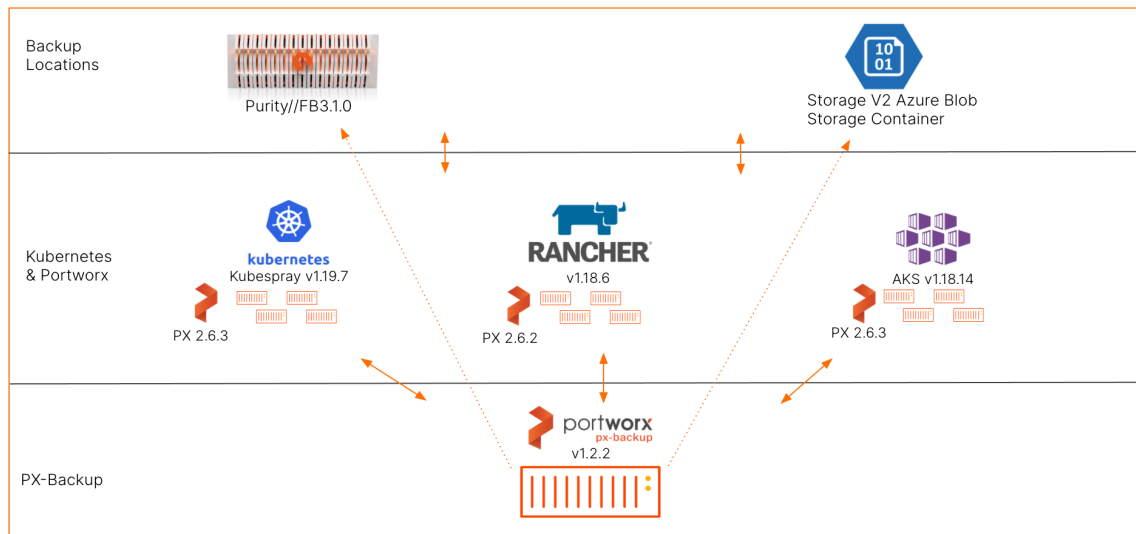 Backup
Locations
Purity//FB3.1.0
10
01
Storage V2 Azure Blob
Storage Container
Kubernetes
& Portworx
kubernetes
Kubespray v1.19.7
PX 2.6.3
RANCHER®
v1.18.6
PX 2.6.2
AKS v1.18.14
PX 2.6.3
PX-Backup
portworx
px-backup
v1.2.2